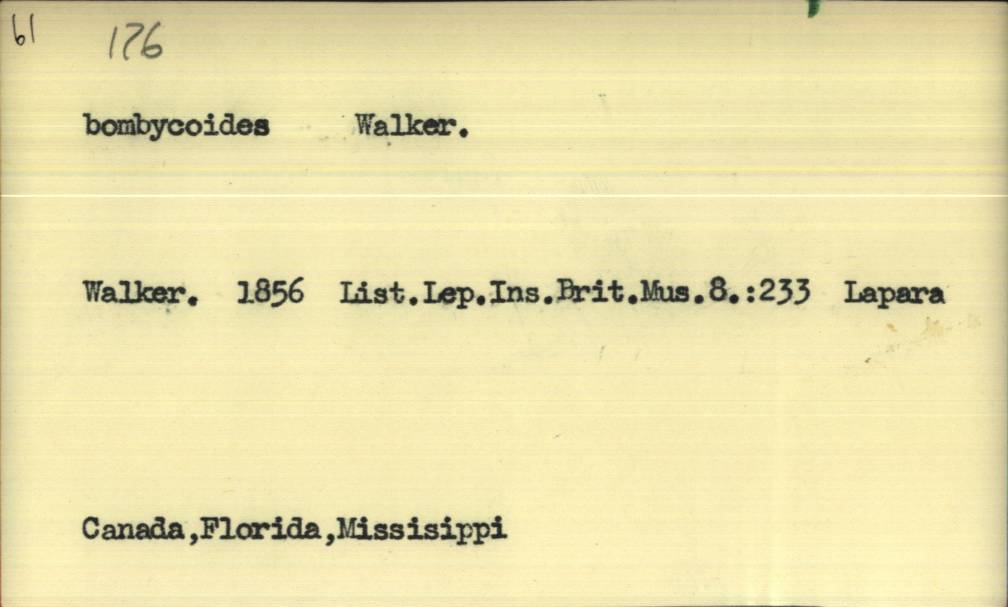 61 176
bombycoides Walker.
Walker. 1856 List.Lep.Ins.Brit.Mus.8.:233 Lapara
Canada,Florida,Missisippi